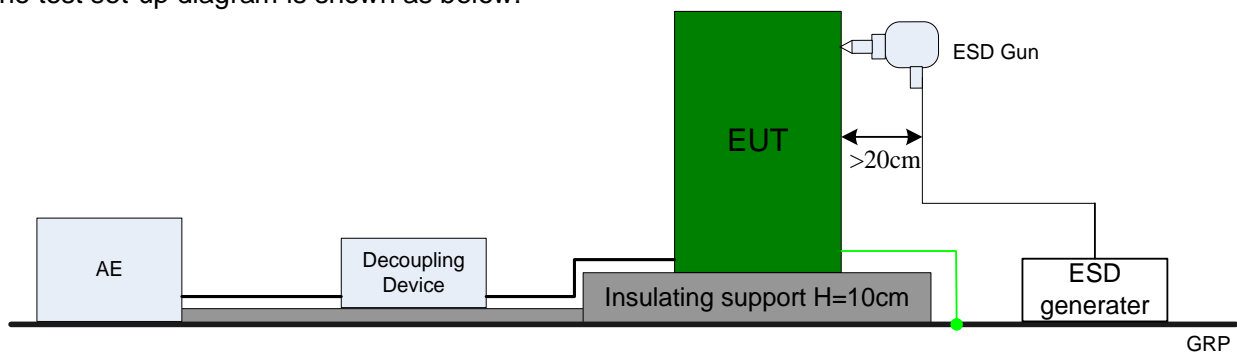 ne test set-up diagram is shown as below:
ESD Gun
EUT
>20cm
AE
Decoupling
Device
Insulating support H=10cm
ESD
generater
GRP